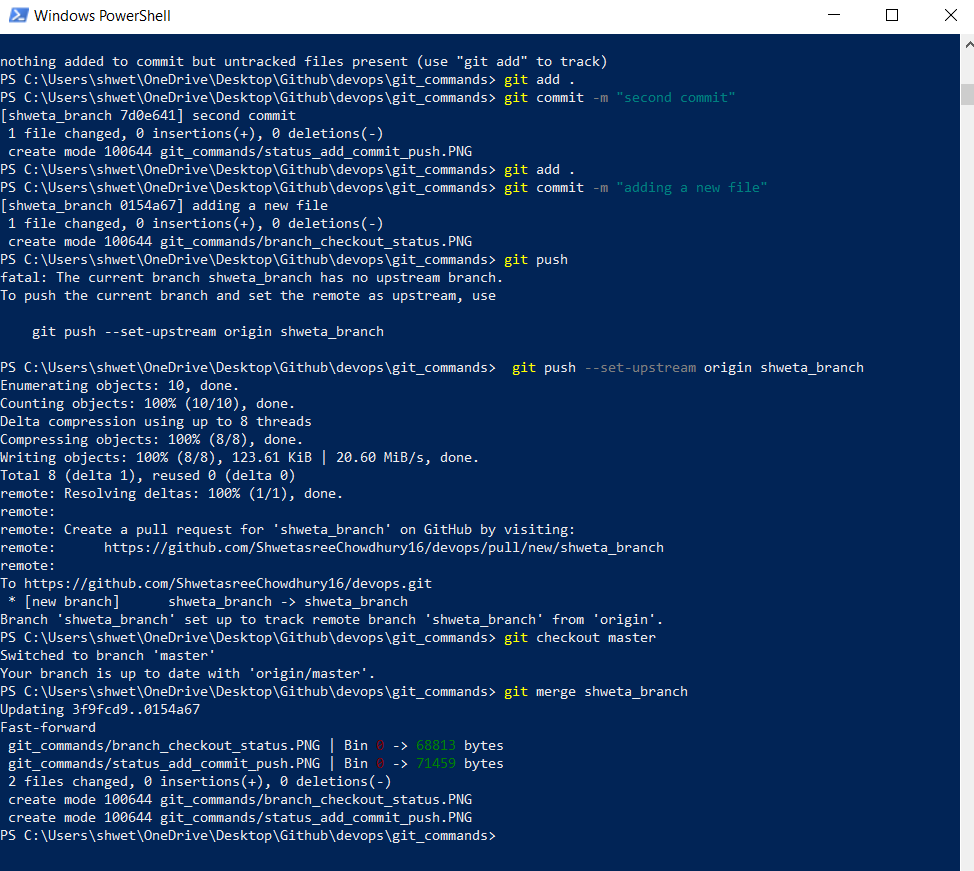 Windows PowerShell
nothing added to commit but untracked files present (use "git add" to track)
PS C:\Users\shwet\OneDrive\Desktop\Github\devops\git_commands> git add .
PS C:\Users\shwet\OneDrive\Desktop\Github\devops\git_commands> git commit -m "second commit"
[shweta_branch 7d0e641] second commit
 1 file changed, 0 insertions(+), 0 deletions(-)
 create mode 100644 git_commands/status_add_commit_push.PNG
PS C:\Users\shwet\OneDrive\Desktop\Github\devops\git_commands> git add .
PS C:\Users\shwet\OneDrive\Desktop\Github\devops\git_commands> git commit -m "adding a new file"
[shweta_branch 0154a67] adding a new file
 1 file changed, 0 insertions(+), 0 deletions(-)
 create mode 100644 git_commands/branch_checkout_status.PNG
PS C:\Users\shwet\OneDrive\Desktop\Github\devops\git_commands> git push
fatal: The current branch shweta_branch has no upstream branch.
To push the current branch and set the remote as upstream, use
    git push --set-upstream origin shweta_branch
PS C:\Users\shwet\OneDrive\Desktop\Github\devops\git_commands>  git push --set-upstream origin shweta_branch
Enumerating objects: 10, done.
Counting objects: 100% (10/10), done.
Delta compression using up to 8 threads
Compressing objects: 100% (8/8), done.
Writing objects: 100% (8/8), 123.61 KiB | 20.60 MiB/s, done.
Total 8 (delta 1), reused 0 (delta 0)
remote: Resolving deltas: 100% (1/1), done.
remote:
remote: Create a pull request for 'shweta_branch' on GitHub by visiting:
remote:      https://github.com/ShwetasreeChowdhury16/devops/pull/new/shweta_branch
remote:
To https://github.com/ShwetasreeChowdhury16/devops.git
 * [new branch]      shweta_branch -> shweta_branch
Branch 'shweta_branch' set up to track remote branch 'shweta_branch' from 'origin'.
PS C:\Users\shwet\OneDrive\Desktop\Github\devops\git_commands> git checkout master
Switched to branch 'master'
Your branch is up to date with 'origin/master'.
PS C:\Users\shwet\OneDrive\Desktop\Github\devops\git_commands> git merge shweta_branch
Updating 3f9fcd9..0154a67
Fast-forward
 git_commands/branch_checkout_status.PNG | Bin 0 -> 68813 bytes
 git_commands/status_add_commit_push.PNG | Bin 0 -> 71459 bytes
 2 files changed, 0 insertions(+), 0 deletions(-)
 create mode 100644 git_commands/branch_checkout_status.PNG
 create mode 100644 git_commands/status_add_commit_push.PNG
PS C:\Users\shwet\OneDrive\Desktop\Github\devops\git_commands>